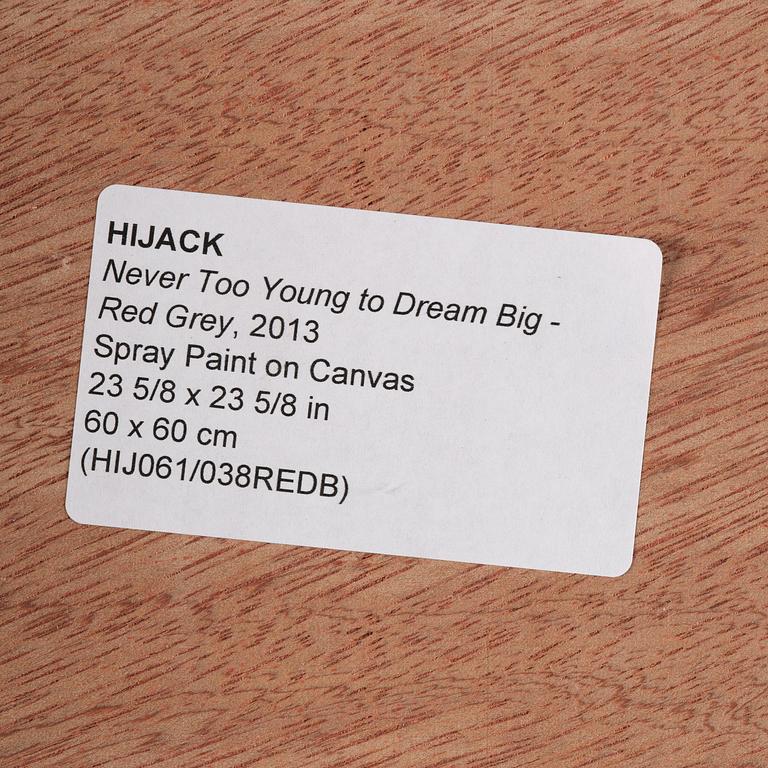 HIJACK
Never Too Young to Dream Big -
Red Grey, 2013
Spray Paint on Canvas
23 5/8 x 23 5/8 in
60 x 60 cm
(HIJ061/038REDB)